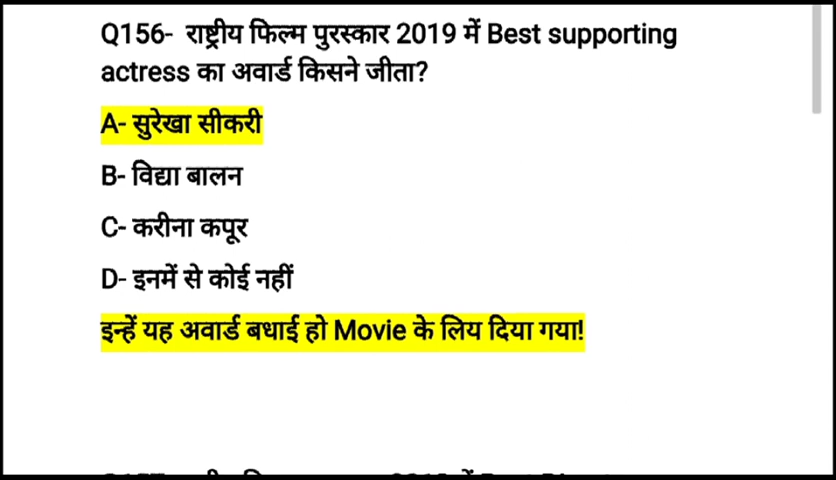 Q156- राष्ट्रीय फिल्म पुरस्कार 2019 में Best supporting
actress का अवार्ड किसने जीता?
A- सुरेखा सीकरी
B- विद्या बालन
C- करीना कपूर
D- इनमें से कोई नहीं
इन्हें यह अवार्ड बधाई हो Movie के लिय दिया गया!